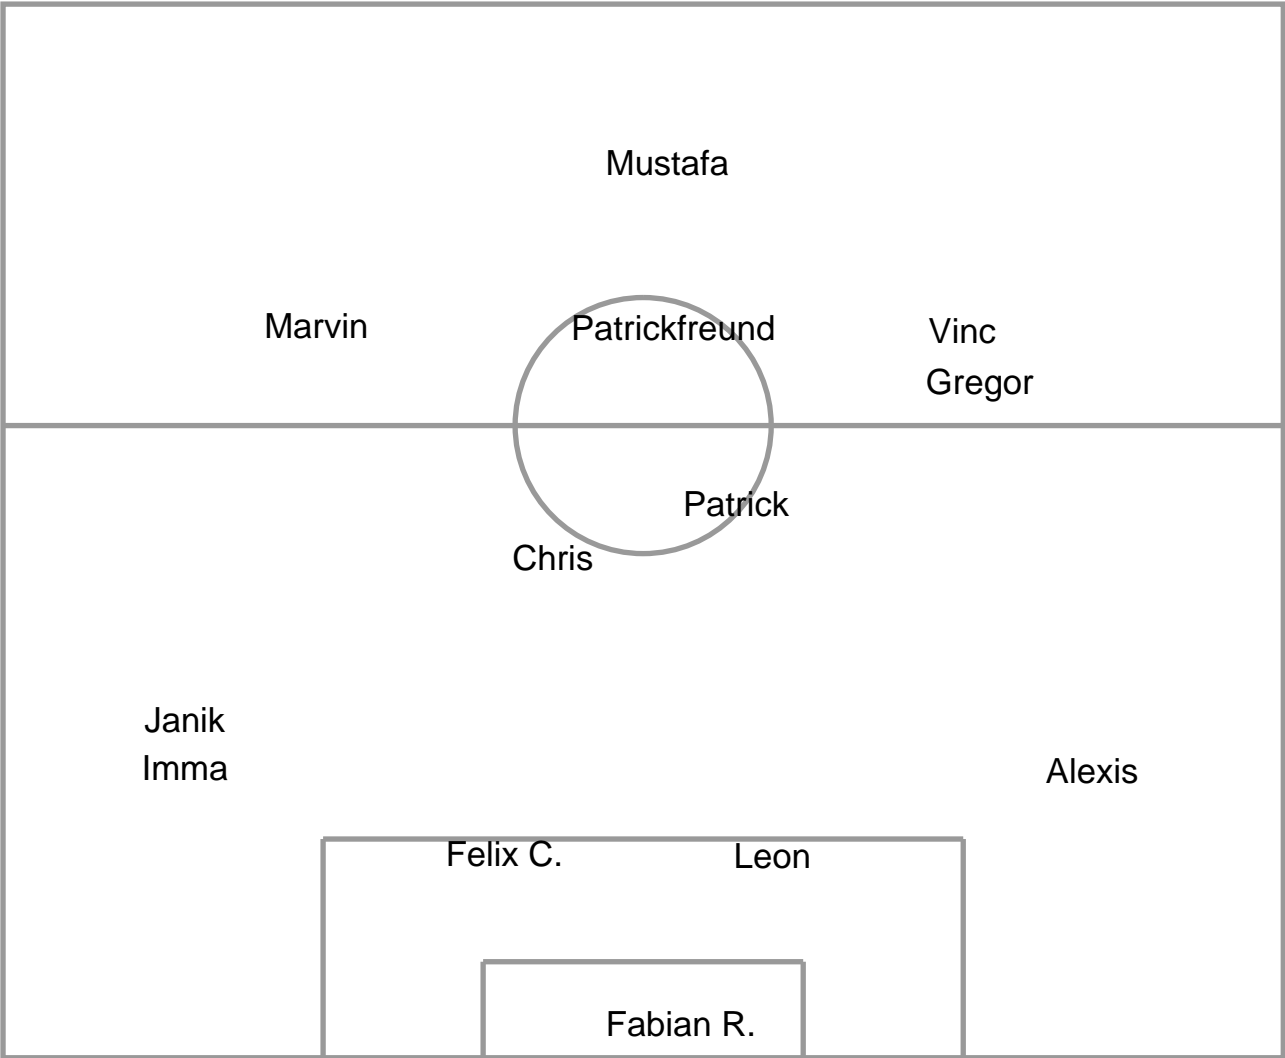 Mustafa
Marvin
Patrickfreund
Vinc
Gregor
Patrick
Chris
Janik
Imma
Alexis
Felix C.
Leon
Fabian R.